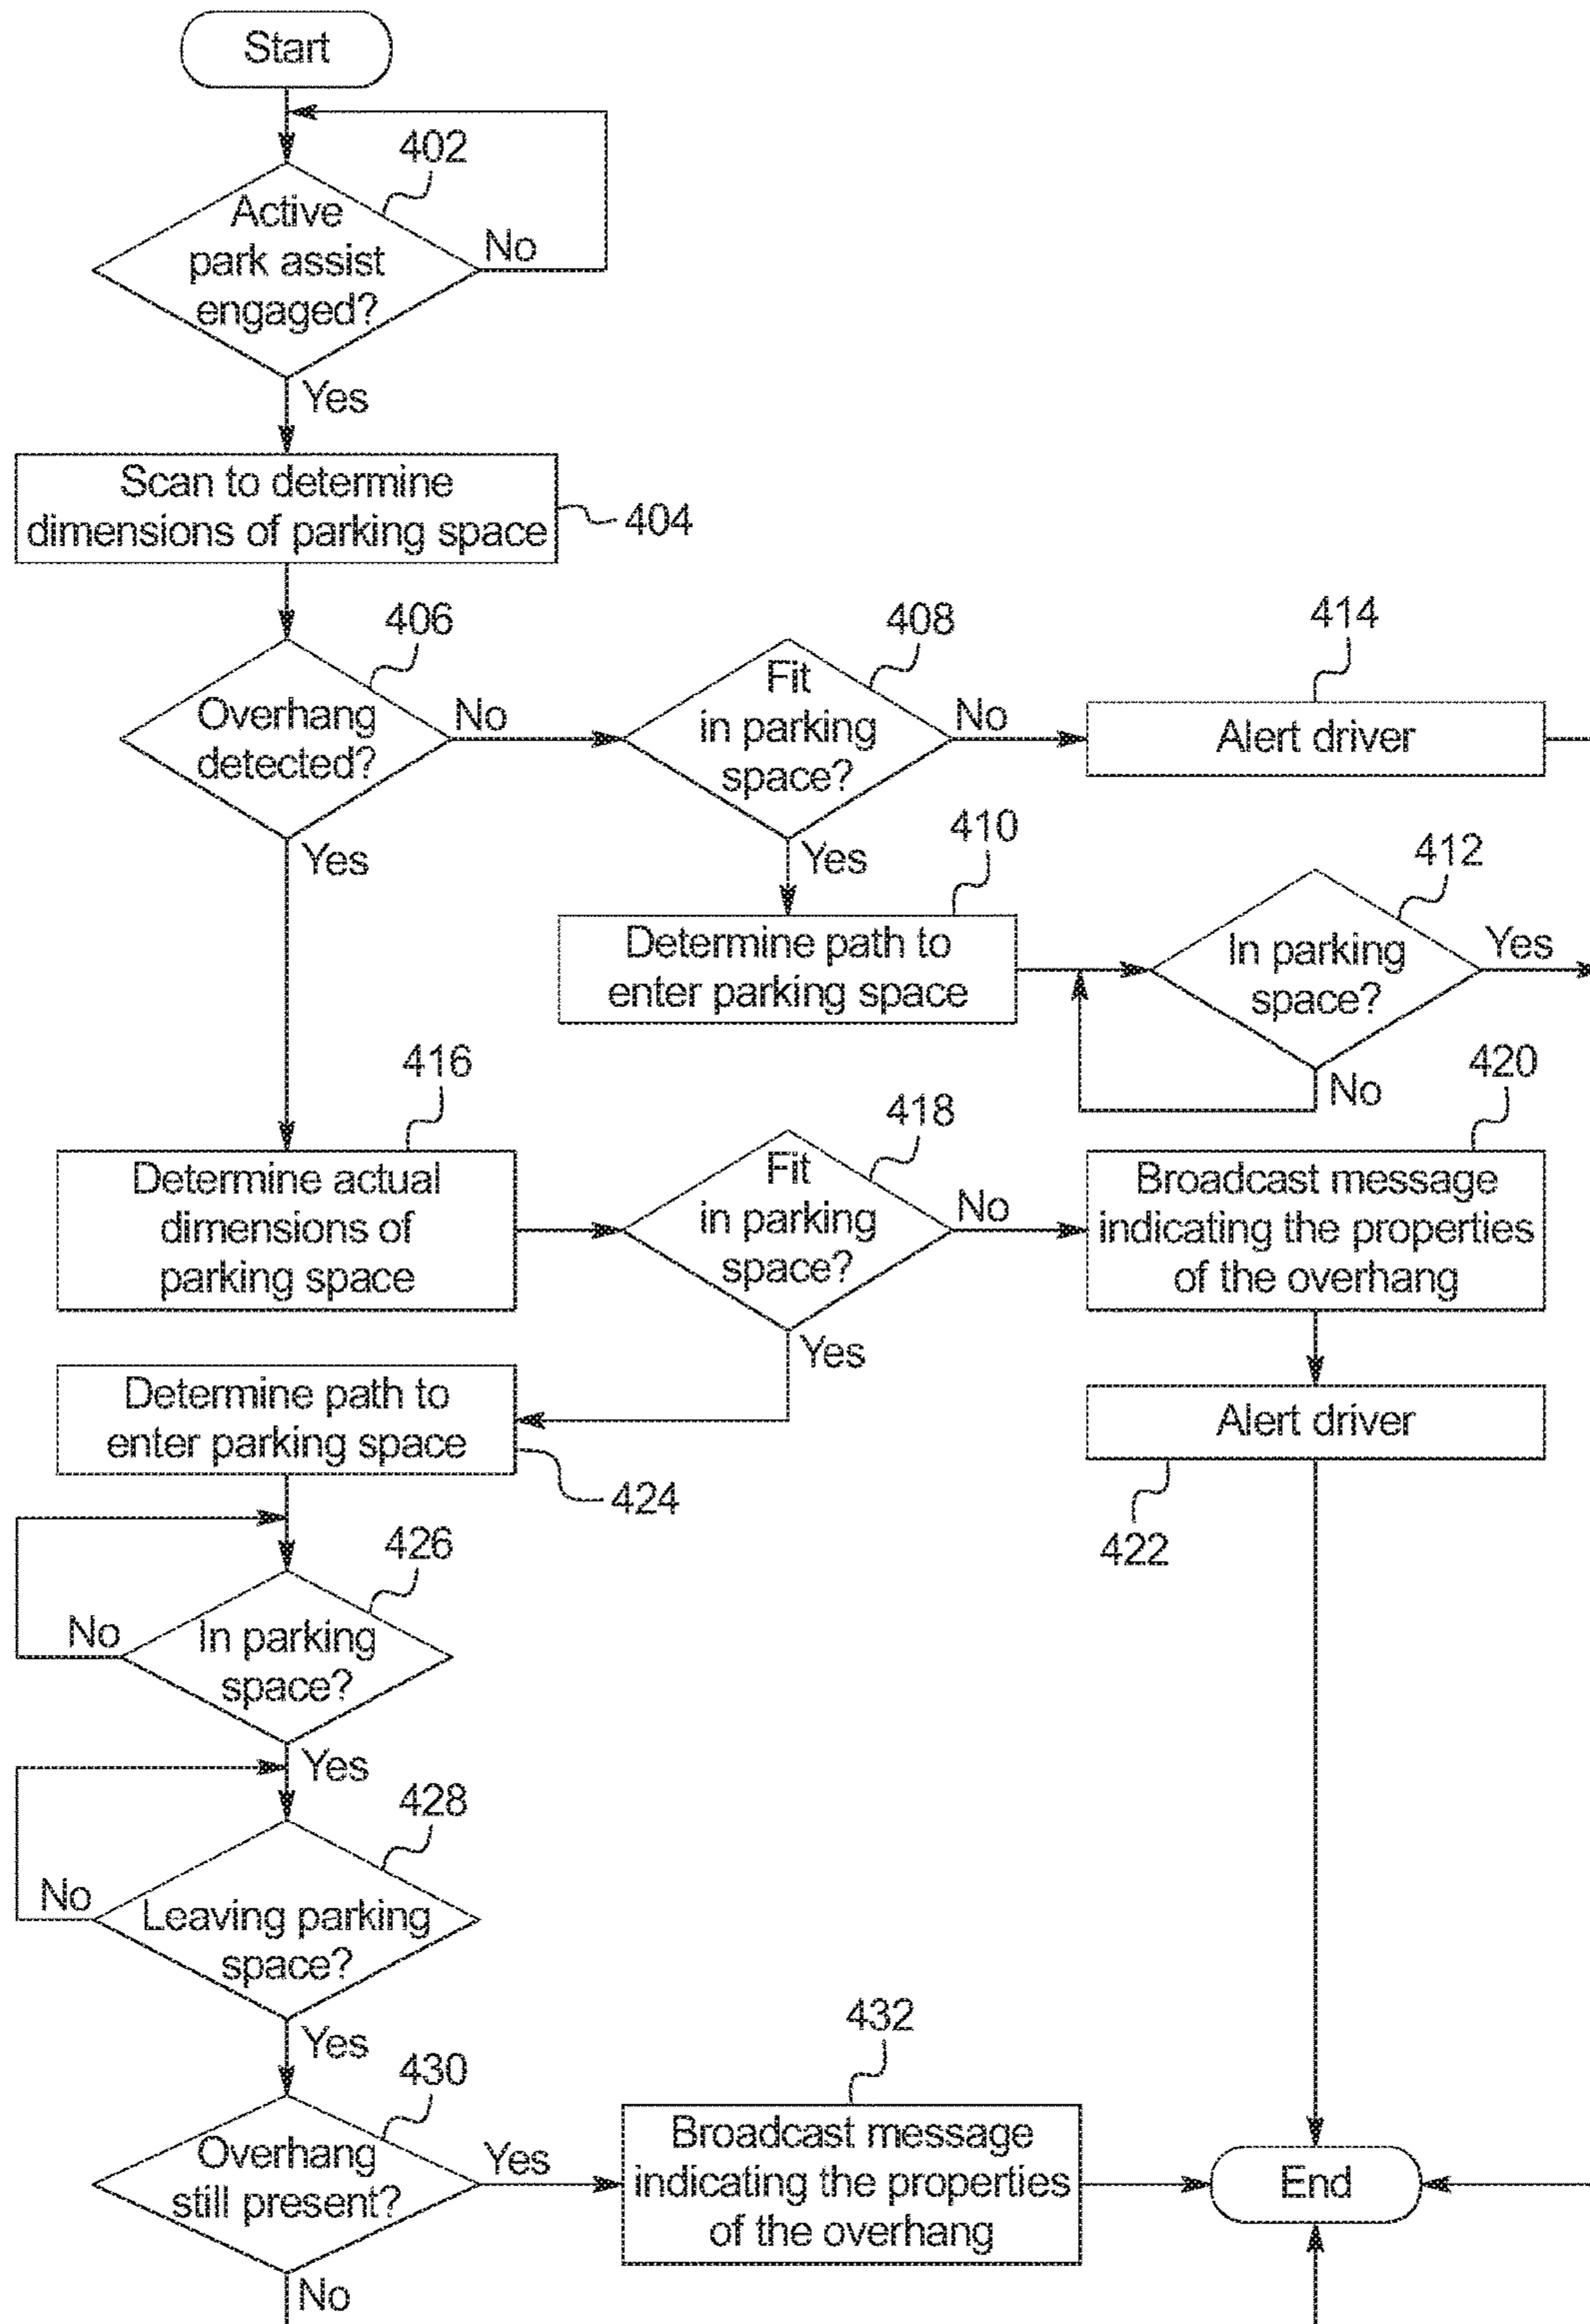 Start
402
Active
park assist
engaged?
No
Yes
Scan to determine
dimensions of parking space
404
406
Overhang
detected?
No
Yes
408
Fit
in parking
space?
No
Yes
414
Alert driver
410
Determine path to
enter parking space
412
In parking
space?
Yes
No
416
Determine actual
dimensions of
parking space
418
Fit
in parking
space?
No
Yes
420
Broadcast message
indicating the properties
of the overhang
Alert driver
422
Determine path to
enter parking space
424
426
In parking
space?
No
Yes
428
Leaving parking
space?
No
Yes
430
Overhang
still present?
Yes
No
432
Broadcast message
indicating the properties
of the overhang
End